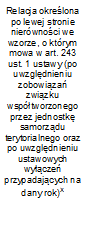 Relacja określona
po lewej stronie
nierówności we
wzorze, o którym
mowa w art. 243
ust. 1 ustawy (po
uwzględnieniu
zobowiązań
związku
współtworzonego
przez jednostkę
samorządu
terytorialnego oraz
po uwzględnieniu
ustawowych
wyłączeń
przypadających na
dany rok)x